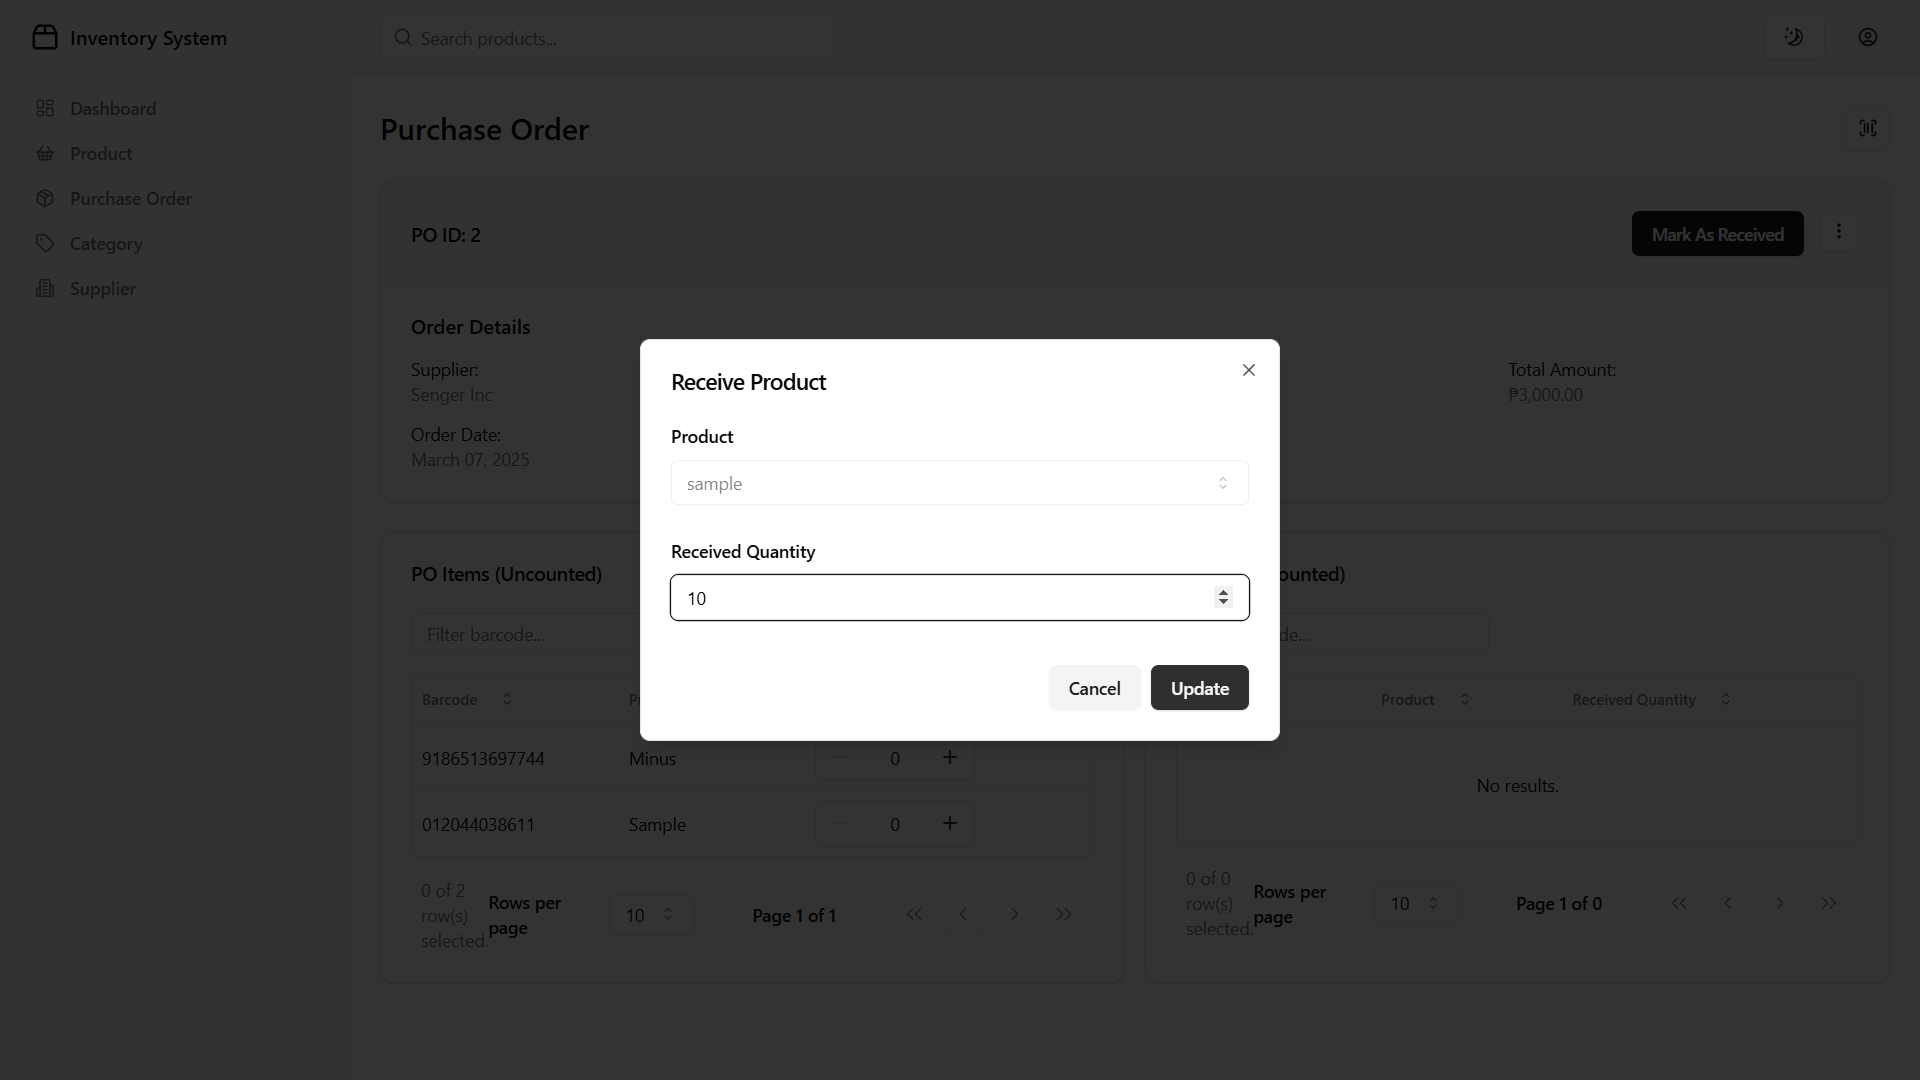 Inventory System
Search products...
Dashboard
Product
Purchase Order
Category
Supplier
Purchase Order
PO ID: 2
Mark As Received
Order Details
Supplier:
Senger Inc
Order Date:
March 07, 2025
Total Amount:
₱3,000.00
Receive Product
Product
sample
Received Quantity
10
Cancel
Update
PO Items (Uncounted)
Filter barcode...
Barcode
9186513697744
Minus
0
012044038611
Sample
0
0 of 2
row(s)
selected.
Rows per
page
10
Page 1 of 1
ounted)
de...
Product
Received Quantity
No results.
0 of 0
row(s)
selected.
Rows per
page
10
Page 1 of 0